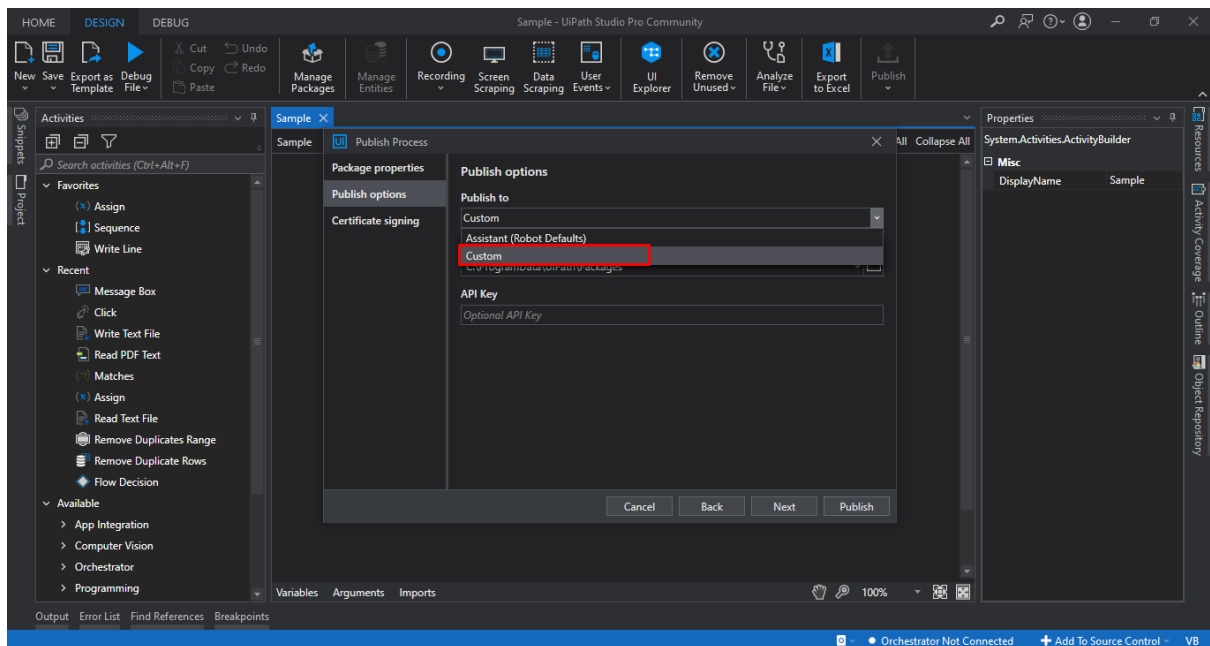 HOME DESIGN DEBUG Sample - UiPath Studio Pro Community
New Save Export as Template Debug File Cut Copy Paste Undo Redo Manage Packages Manage Entities Recording Screen Scraping Data Scraping User Events UI Explorer Remove Unused Analyze File Export to Excel Publish
Snippets
Project
Activities
Search activities (Ctrl+Alt+F)
Favorites
Assign
Sequence
Write Line
Recent
Message Box
Click
Write Text File
Read PDF Text
Matches
Assign
Read Text File
Remove Duplicates Range
Remove Duplicate Rows
Flow Decision
Available
App Integration
Computer Vision
Orchestrator
Programming
Sample
Sample All Collapse All
Publish Process
Package properties
Publish options
Certificate signing
Publish options
Publish to
Custom
Assistant (Robot Defaults)
Custom
C:\ProgramData\UiPath\Packages
API Key
Optional API Key
Cancel Back Next Publish
Variables Arguments Imports 100%
Properties
System.Activities.ActivityBuilder
Misc
DisplayName Sample
Resources
Activity Coverage
Outline
Object Repository
Output Error List Find References Breakpoints
Orchestrator Not Connected Add To Source Control VB